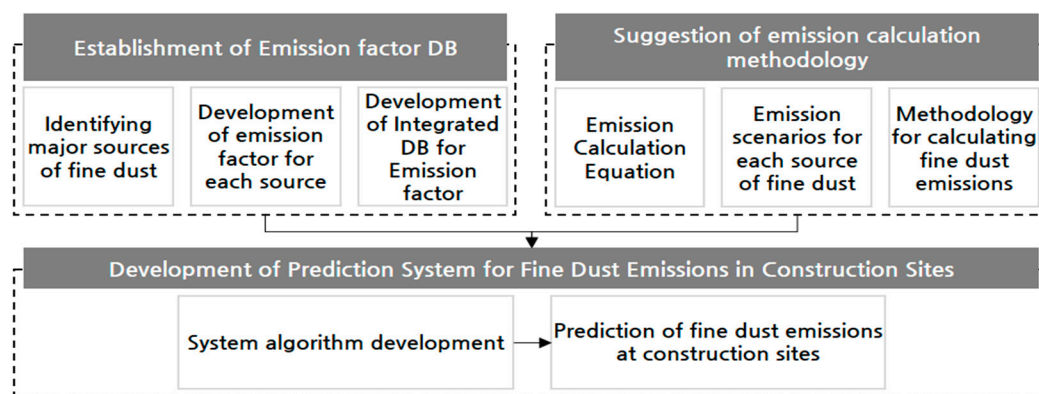 Establishment of Emission factor DB
Identifying
major sources
of fine dust
Development
of emission
factor for
each source
Development
of Integrated
DB for
Emission
factor
Suggestion of emission calculation
methodology
Emission
Calculation
Equation
Emission
scenarios for
each source
of fine dust
Methodology
for calculating
fine dust
emissions
Development of Prediction System for Fine Dust Emissions in Construction Sites
System algorithm development
Prediction of fine dust emissions
at construction sites